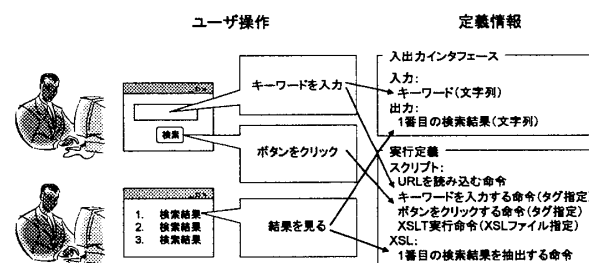 ユーザ操作
定義情報
キーワードを入力
検索
ボタンをクリック
1. 検索結果
2. 検索結果
3. 検索結果
結果を見る
入出力インタフェース
入力:
キーワード(文字列)
出力:
1番目の検索結果(文字列)
実行定義
スクリプト:
URLを読み込む命令
キーワードを入力する命令(タグ指定)
ボタンをクリックする命令(タグ指定)
XSLT実行命令(XSLファイル指定)
XSL:
1番目の検索結果を抽出する命令